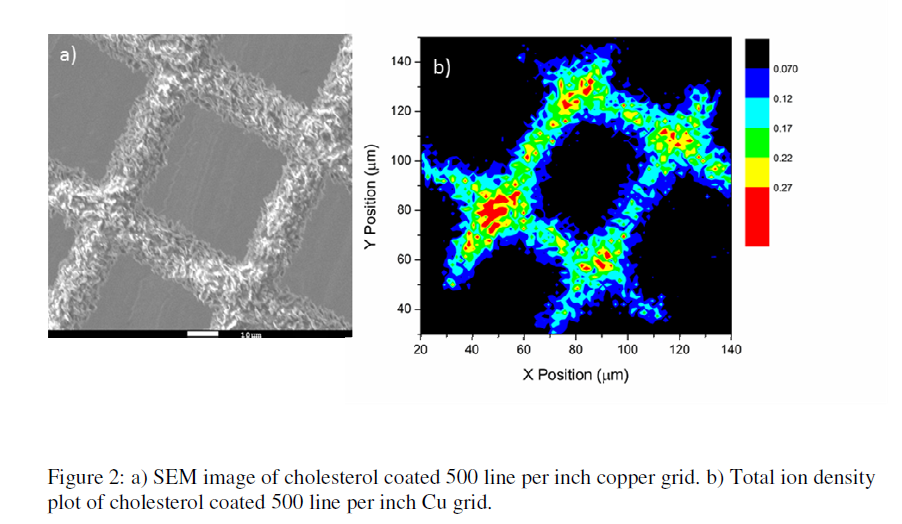 a)
10μm
b)
140
120
100
80
60
40
Y Position (μm)
20 40 60 80 100 120 140
X Position (μm)
0.070
0.12
0.17
0.22
0.27
Figure 2: a) SEM image of cholesterol coated 500 line per inch copper grid. b) Total ion density
plot of cholesterol coated 500 line per inch Cu grid.